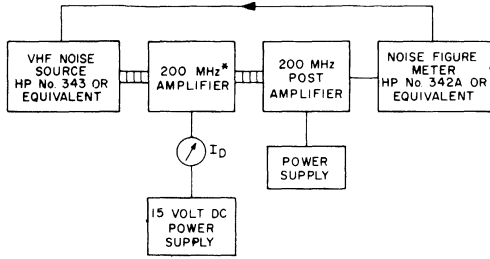 VHF NOISE
SOURCE
HP No. 343 OR
EQUIVALENT
200 MHz*
AMPLIFIER
200 MHz
POST
AMPLIFIER
NOISE FIGURE
METER
HP No. 342A OR
EQUIVALENT
ID
POWER
SUPPLY
15 VOLT DC
POWER
SUPPLY